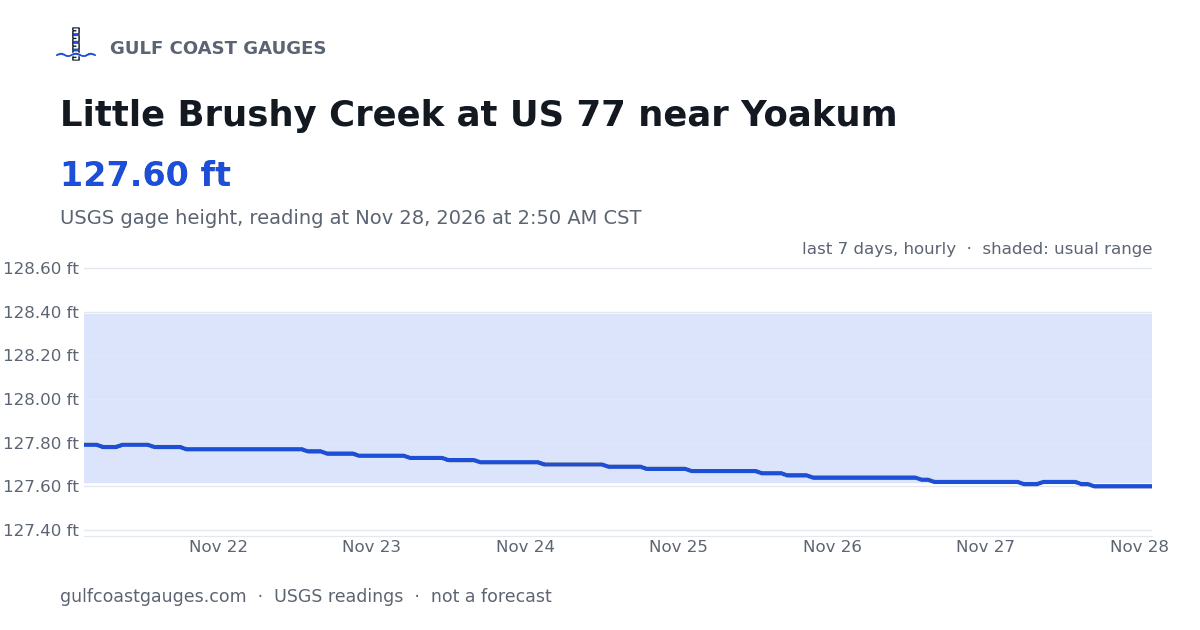 GULF COAST GAUGES
Little Brushy Creek at US 77 near Yoakum
127.60 ft
USGS gage height, reading at Nov 28, 2026 at 2:50 AM CST
last 7 days, hourly · shaded: usual range
128.60 ft
128.40 ft
128.20 ft
128.00 ft
127.80 ft
127.60 ft
127.40 ft
Nov 22 Nov 23 Nov 24 Nov 25 Nov 26 Nov 27 Nov 28
gulfcoastgauges.com · USGS readings · not a forecast